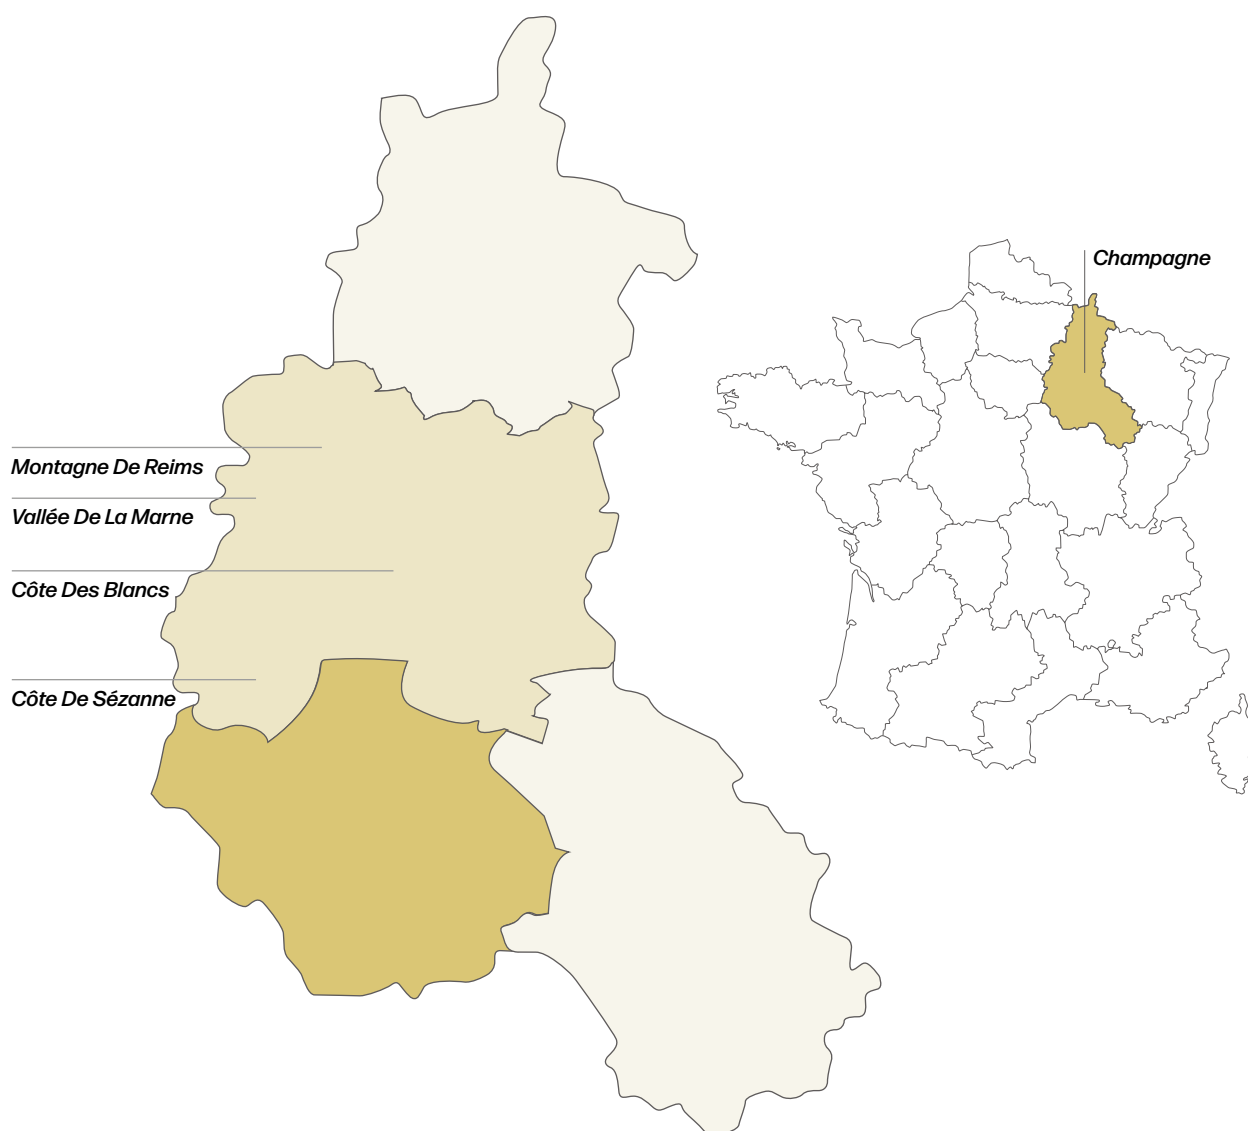 Champagne
Montagne De Reims
Vallée De La Marne
Côte Des Blancs
Côte De Sézanne